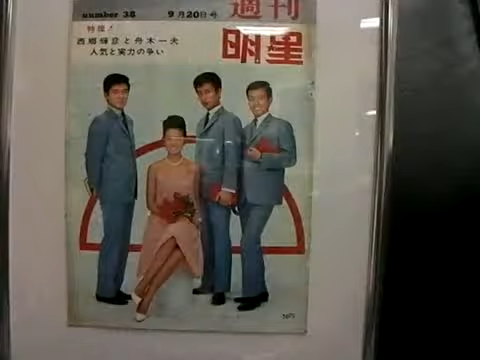 number 38 9月20日号
週刊
明星
特撮!
西郷輝彦と舟木一夫
人気と実力の争い